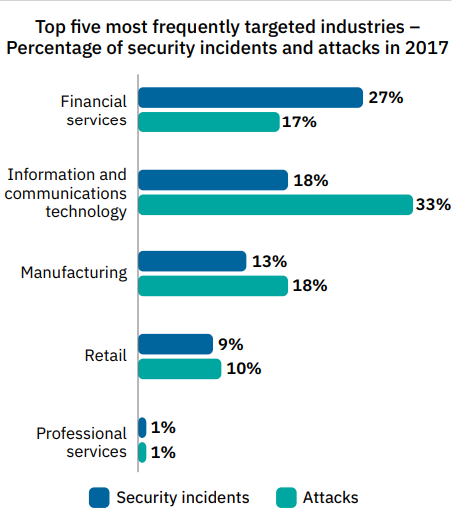 Top five most frequently targeted industries –
Percentage of security incidents and attacks in 2017
Financial
services
27%
17%
Information and
communications
technology
18%
33%
Manufacturing
13%
18%
Retail
9%
10%
Professional
services
1%
1%
Security incidents
Attacks